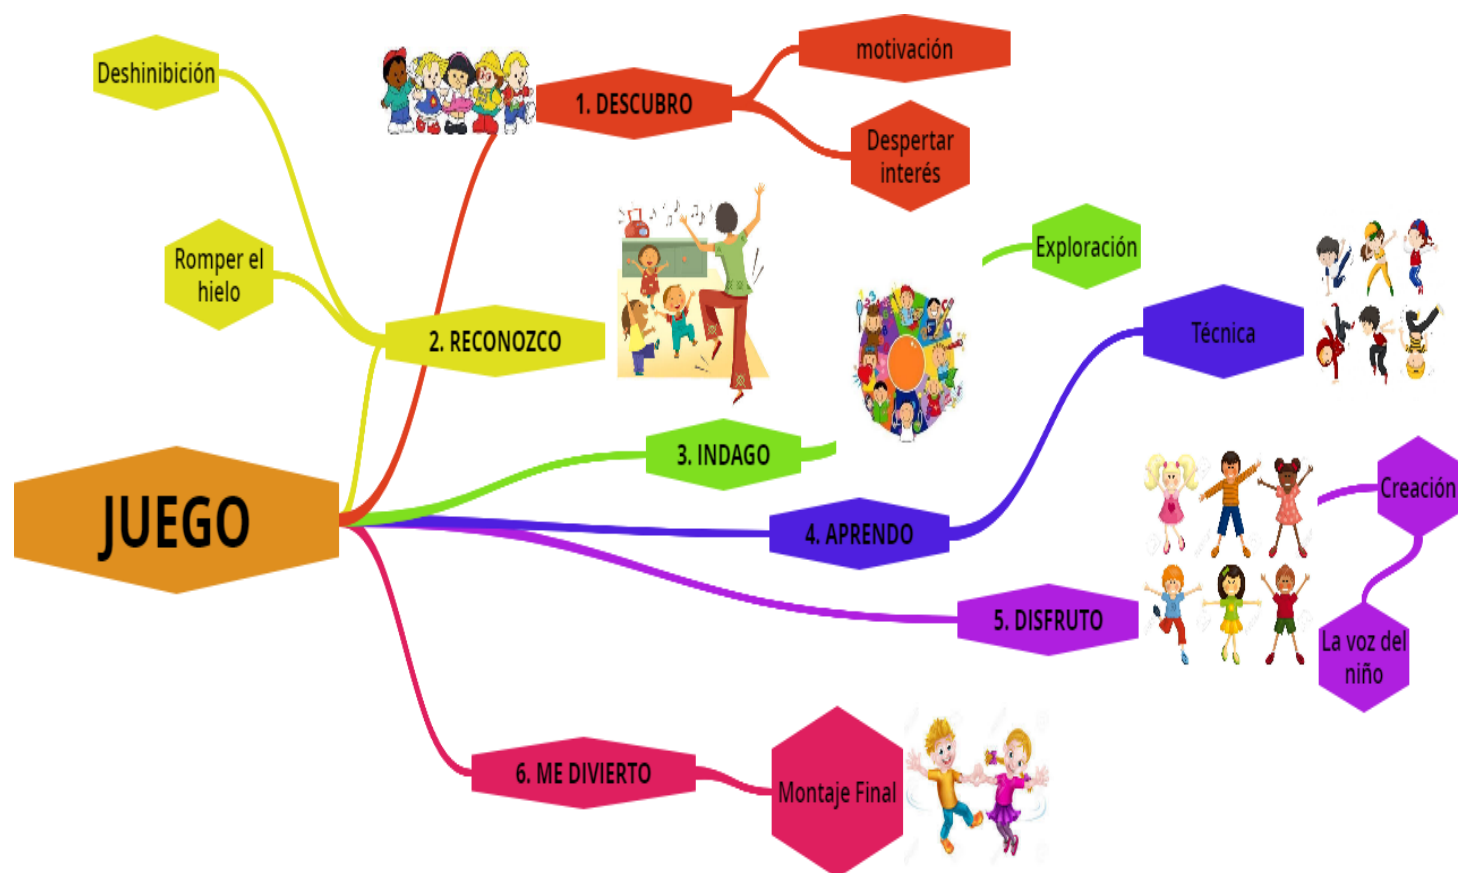 JUEGO
1. DESCUBRO
motivación
Despertar
interés
2. RECONOZCO
Deshinibición
Romper el
hielo
3. INDAGO
Exploración
4. APRENDO
Técnica
5. DISFRUTO
Creación
La voz del
niño
6. ME DIVIERTO
Montaje Final